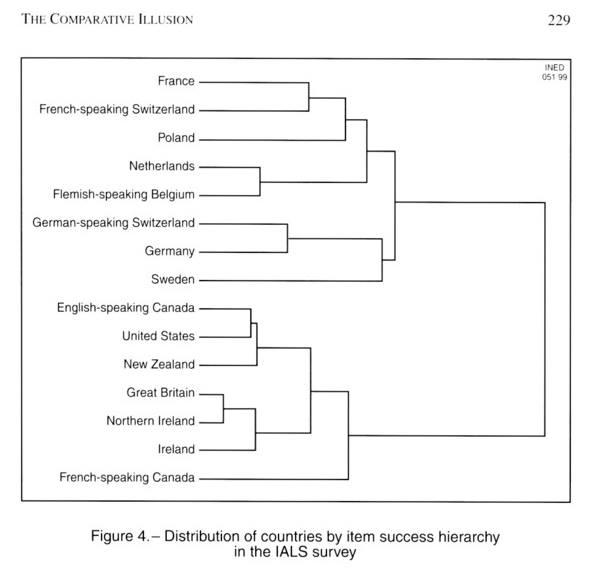 THE COMPARATIVE ILLUSION
229
INED
051 99
France
French-speaking Switzerland
Poland
Netherlands
Flemish-speaking Belgium
German-speaking Switzerland
Germany
Sweden
English-speaking Canada
United States
New Zealand
Great Britain
Northern Ireland
Ireland
French-speaking Canada
Figure 4.– Distribution of countries by item success hierarchy
in the IALS survey